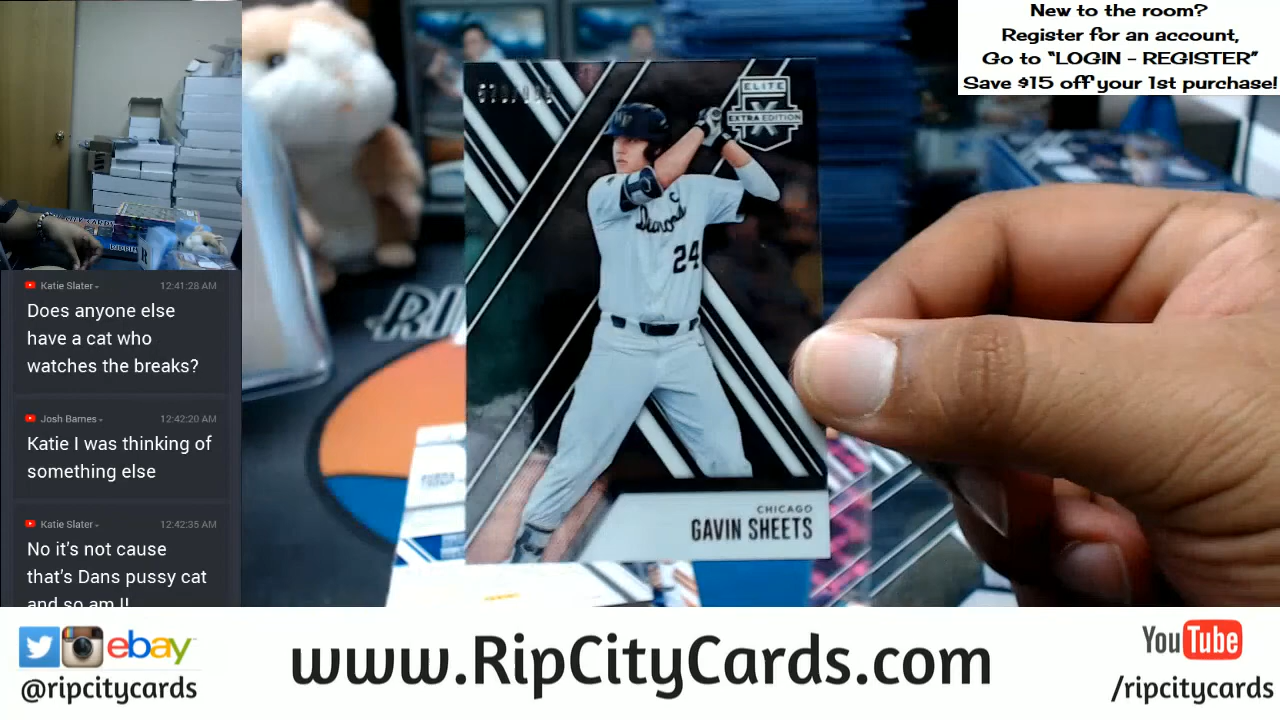 New to the room?
Register for an account,
Go to "LOGIN - REGISTER"
Save $15 off your 1st purchase!
Katie Slater
12:41:28 AM
Does anyone else
have a cat who
watches the breaks?
Josh Barnes
12:42:20 AM
Katie I was thinking of
something else
Katie Slater
12:42:35 AM
No it's not cause
that's Dans pussy cat
and so am I!
ELITE
X
EXTRA EDITION
24
CHICAGO
GAVIN SHEETS
ebay
@ripcitycards
www.RipCityCards.com
YouTube
/ripcitycards